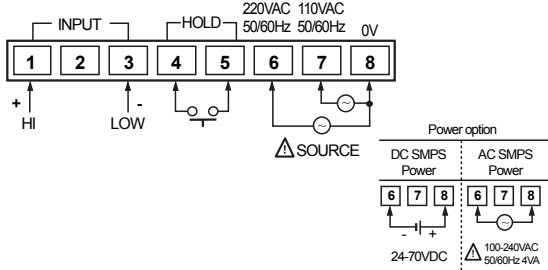 INPUT
HOLD
220VAC 110VAC
50/60Hz 50/60Hz
0V
1 2 3 4 5 6 7 8
+ -
HI LOW
SOURCE
Power option
DC SMPS AC SMPS
Power Power
6 7 8 6 7 8
- +
24-70VDC
100-240VAC
50/60Hz 4VA